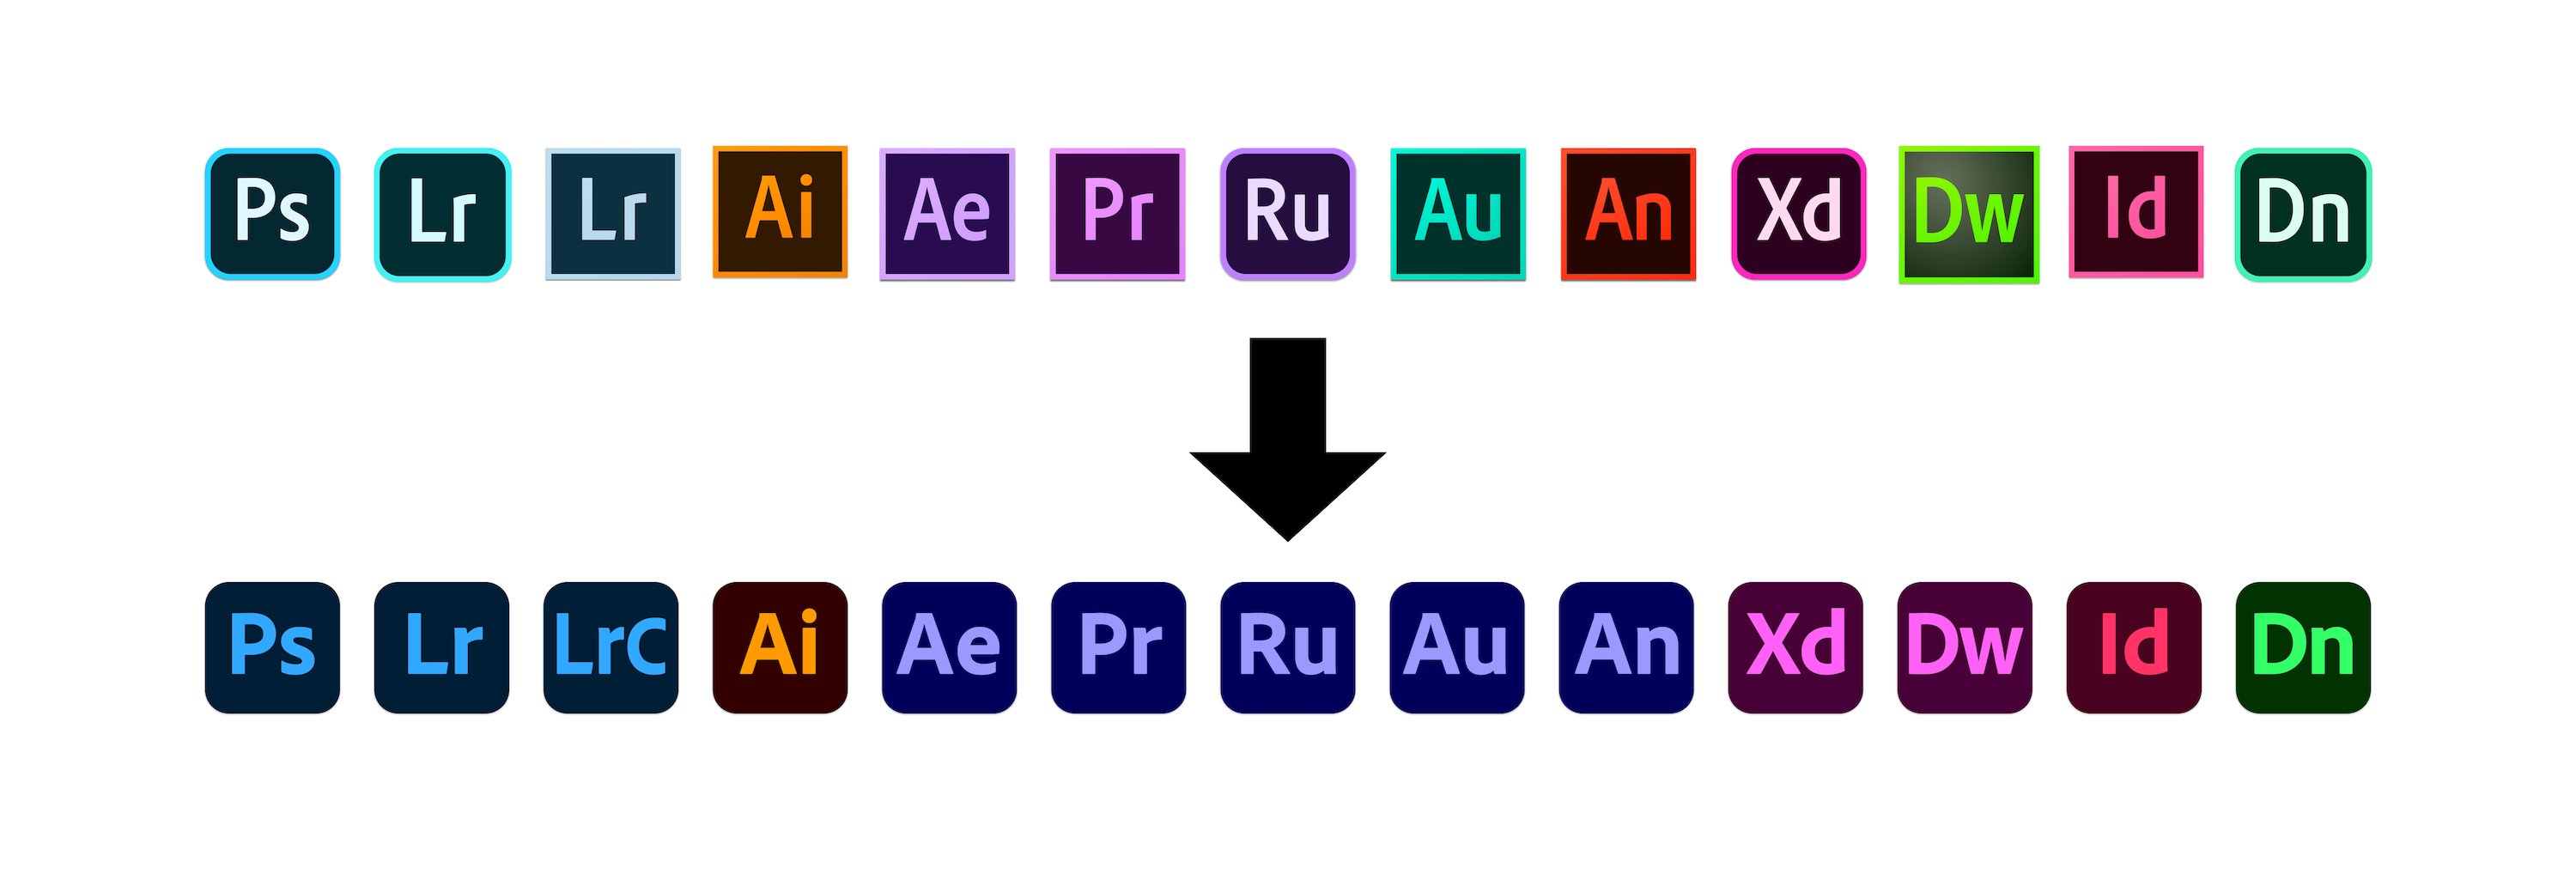 Ps Lr Lr Ai Ae Pr Ru Au An Xd Dw Id Dn
Ps Lr LrC Ai Ae Pr Ru Au An Xd Dw Id Dn